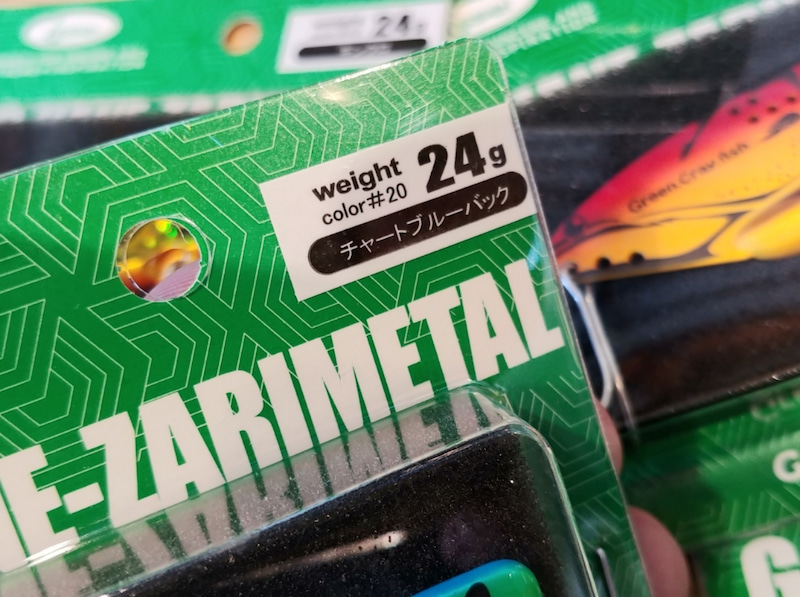 24g
weight 24g
color#20
チャートブルーバック
E-ZARIMETAL
Green Cray fish
G